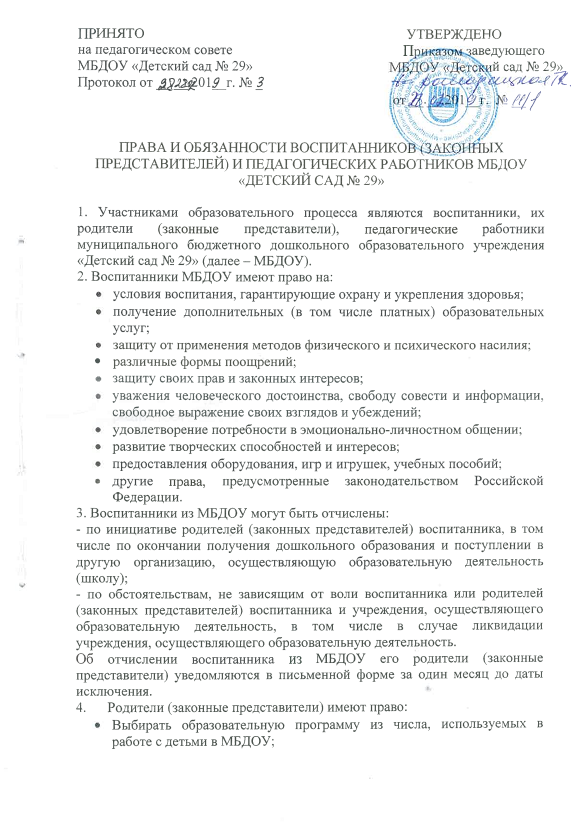 ПРИНЯТО
на педагогическом совете
МБДОУ «Детский сад № 29»
Протокол от 2019 г. № 3
УТВЕРЖДЕНО
Приказом заведующего
МБДОУ «Детский сад № 29»
от 2019 г. № 11/1
ПРАВА И ОБЯЗАННОСТИ ВОСПИТАННИКОВ (ЗАКОННЫХ
ПРЕДСТАВИТЕЛЕЙ) И ПЕДАГОГИЧЕСКИХ РАБОТНИКОВ МБДОУ
«ДЕТСКИЙ САД № 29»
1. Участниками образовательного процесса являются воспитанники, их
родители (законные представители), педагогические работники
муниципального бюджетного дошкольного образовательного учреждения
«Детский сад № 29» (далее – МБДОУ).
2. Воспитанники МБДОУ имеют право на:
• условия воспитания, гарантирующие охрану и укрепления здоровья;
• получение дополнительных (в том числе платных) образовательных
услуг;
• защиту от применения методов физического и психического насилия;
• различные формы поощрений;
• защиту своих прав и законных интересов;
• уважения человеческого достоинства, свободу совести и информации,
свободное выражение своих взглядов и убеждений;
• удовлетворение потребности в эмоционально-личностном общении;
• развитие творческих способностей и интересов;
• предоставления оборудования, игр и игрушек, учебных пособий;
• другие права, предусмотренные законодательством Российской
Федерации.
3. Воспитанники из МБДОУ могут быть отчислены:
- по инициативе родителей (законных представителей) воспитанника, в том
числе по окончании получения дошкольного образования и поступлении в
другую организацию, осуществляющую образовательную деятельность
(школу);
- по обстоятельствам, не зависящим от воли воспитанника или родителей
(законных представителей) воспитанника и учреждения, осуществляющего
образовательную деятельность, в том числе в случае ликвидации
учреждения, осуществляющего образовательную деятельность.
Об отчислении воспитанника из МБДОУ его родители (законные
представители) уведомляются в письменной форме за один месяц до даты
исключения.
4. Родители (законные представители) имеют право:
• Выбирать образовательную программу из числа, используемых в
работе с детьми в МБДОУ;